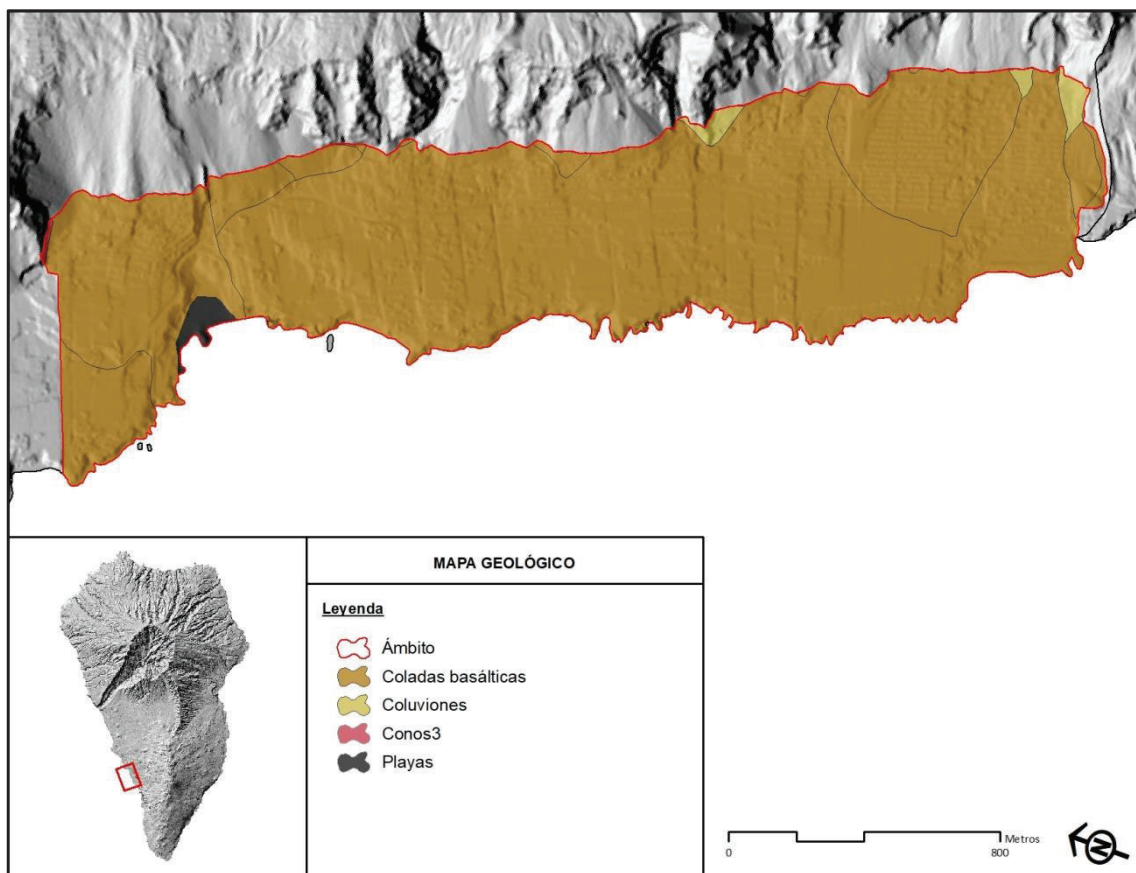 MAPA GEOLÓGICO
Leyenda
Ámbito
Coladas basálticas
Coluviones
Conos3
Playas
Metros
0 800
N